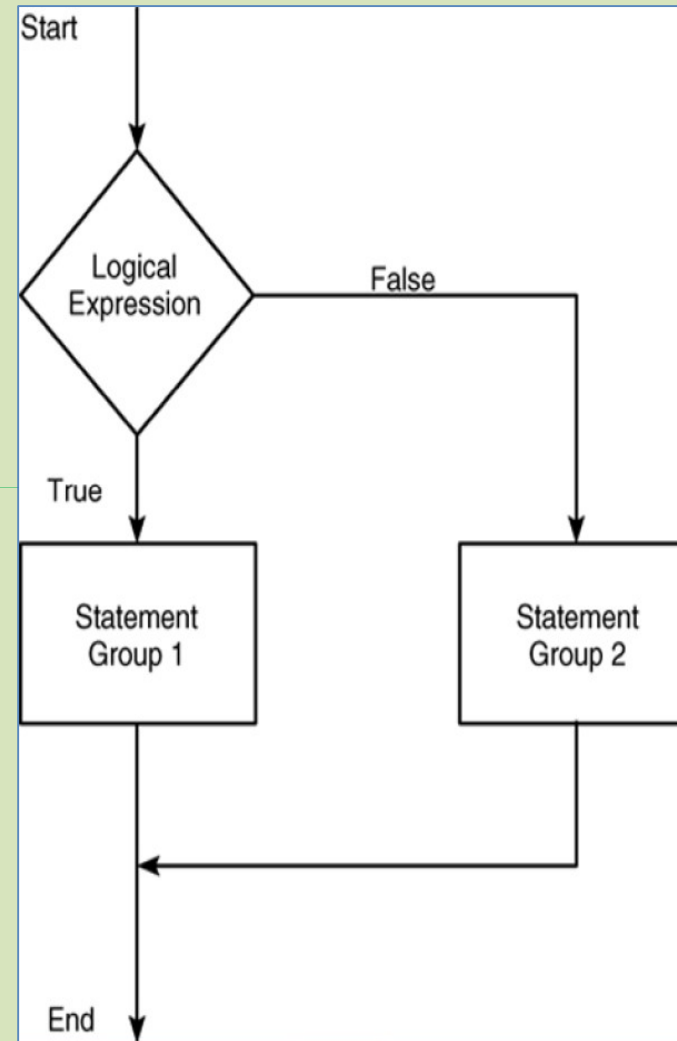 Start
Logical
Expression
False
True
Statement
Group 1
Statement
Group 2
End